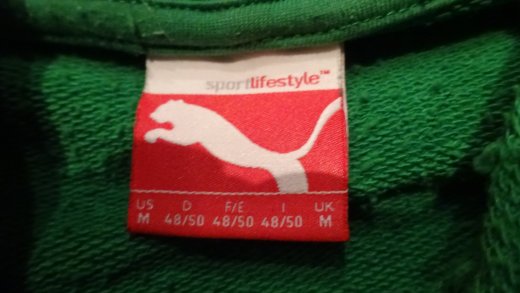 sportlifestyle™
US D F/E I UK
M 48/50 48/50 48/50 M